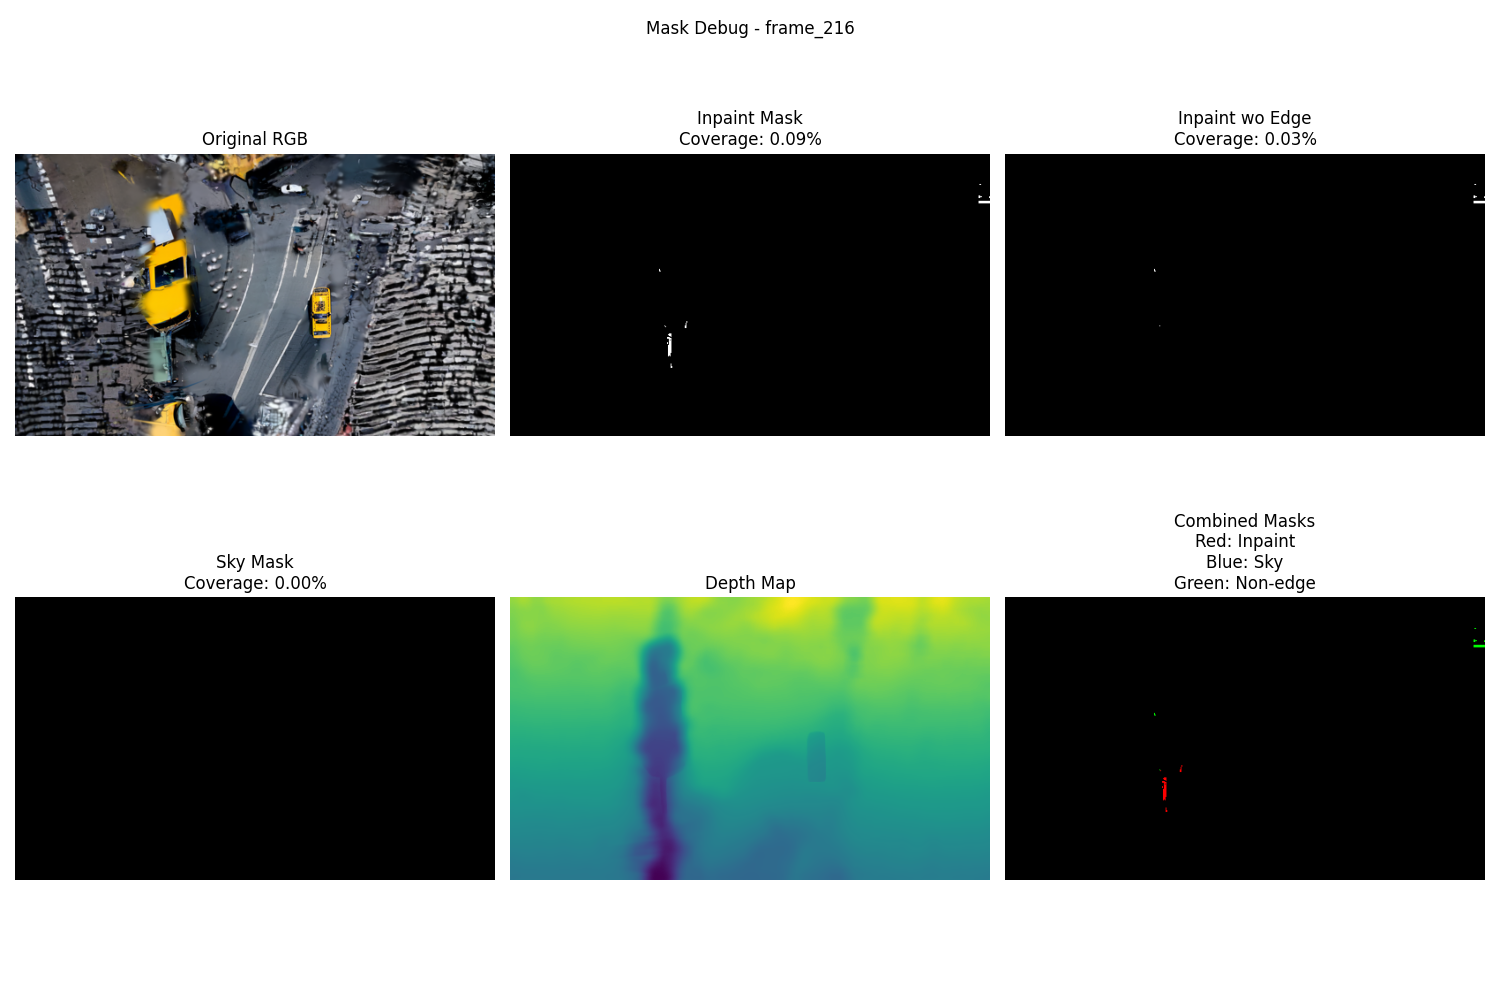 Mask Debug - frame_216
Original RGB
Inpaint Mask
Coverage: 0.09%
Inpaint wo Edge
Coverage: 0.03%
Sky Mask
Coverage: 0.00%
Depth Map
Combined Masks
Red: Inpaint
Blue: Sky
Green: Non-edge